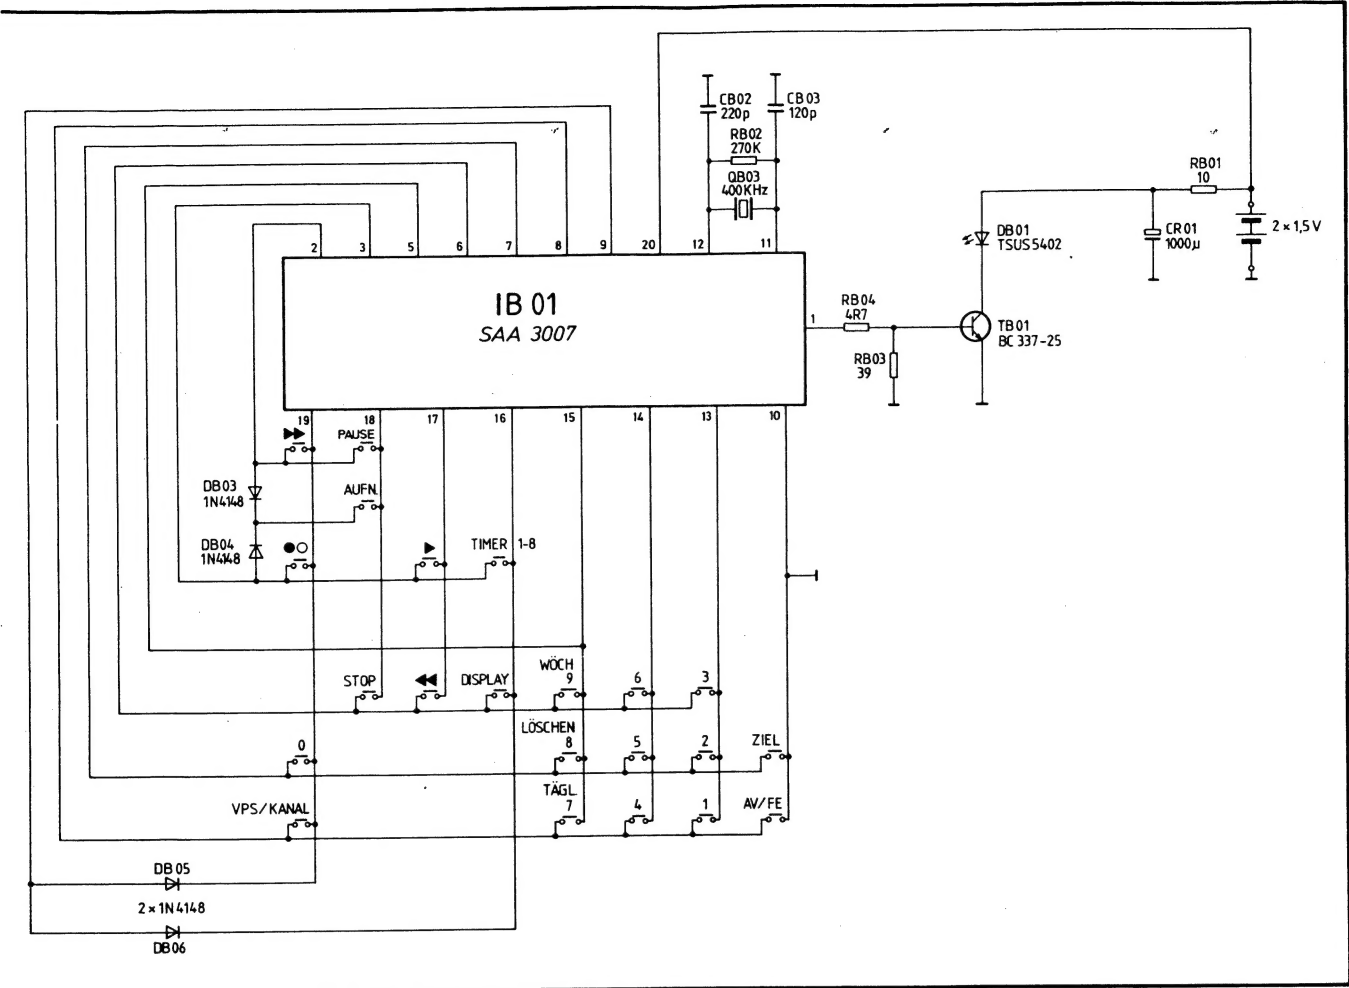 CB02
220p
CB03
120p
RB02
270K
QB03
400KHz
RB01
10
DB01
TSUS5402
CR01
1000µ
2 × 1,5 V
2 3 5 6 7 8 9 20 12 11
IB 01
SAA 3007
1
RB04
4R7
RB03
39
TB01
BC 337-25
19 18 17 16 15 14 13 10
PAUSE
DB03
1N4148
AUFN.
DB04
1N4148
TIMER 1-8
WÖCH
STOP
DISPLAY
9
6
3
LÖSCHEN
0
8
5
2
ZIEL
TÄGL.
VPS/KANAL
7
4
1
AV/FE
DB05
2 × 1N4148
DB06